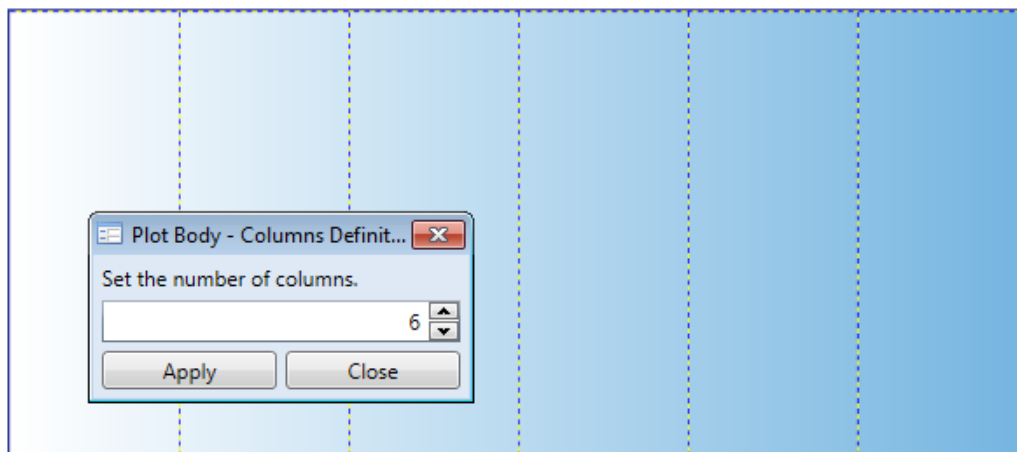 Plot Body - Columns Definit...
Set the number of columns.
6
Apply
Close